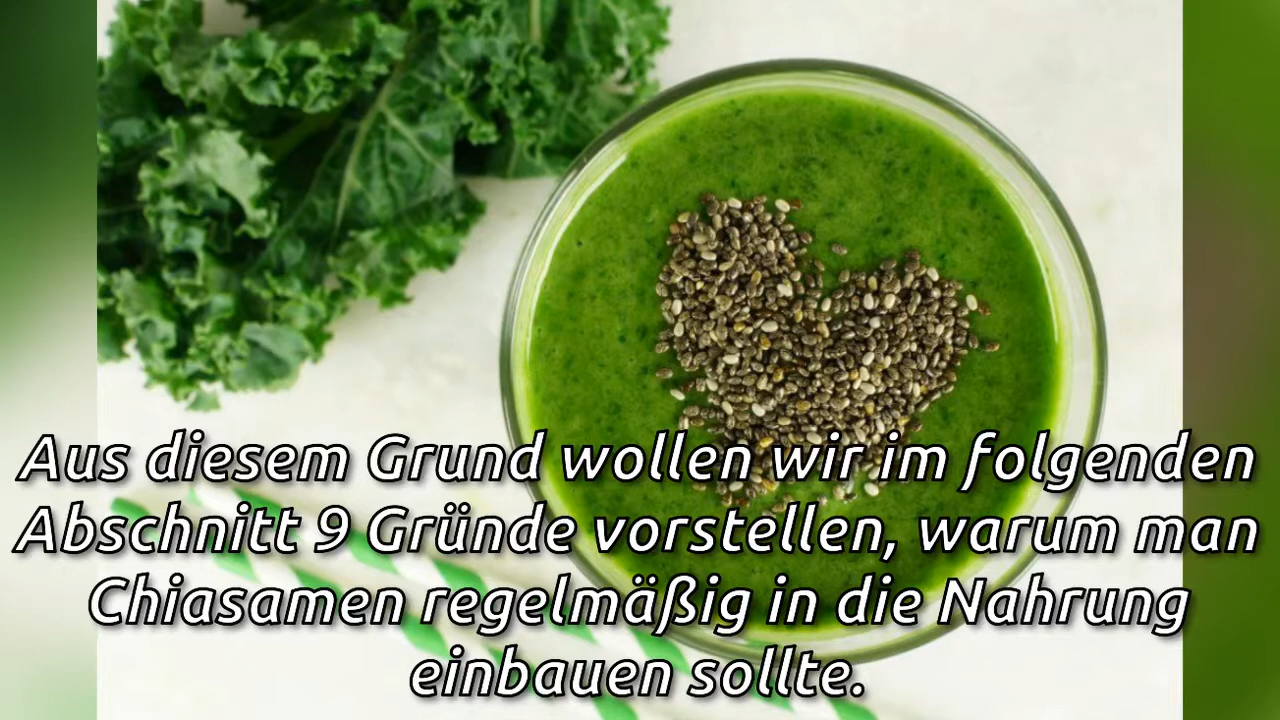 Aus diesem Grund wollen wir im folgenden
Abschnitt 9 Gründe vorstellen, warum man
Chiasamen regelmäßig in die Nahrung
einbauen sollte.